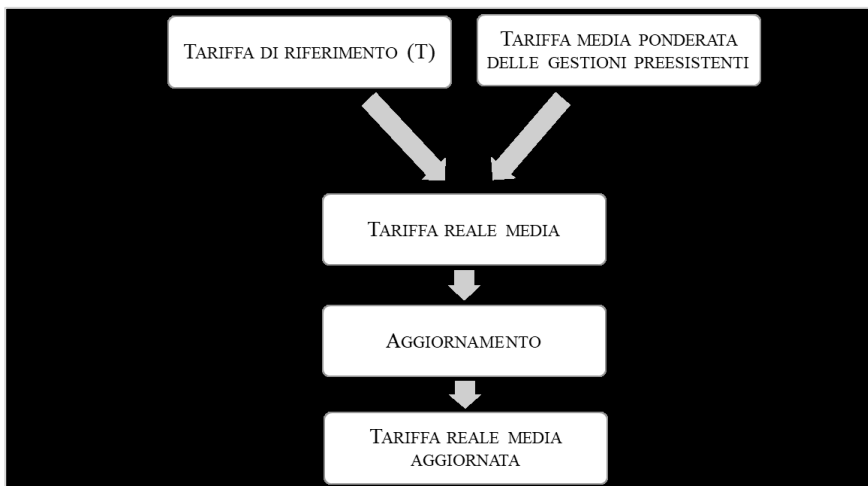 TARIFFA DI RIFERIMENTO (T)
TARIFFA MEDIA PONDERATA
DELLE GESTIONI PREESISTENTI
TARIFFA REALE MEDIA
AGGIORNAMENTO
TARIFFA REALE MEDIA
AGGIORNATA